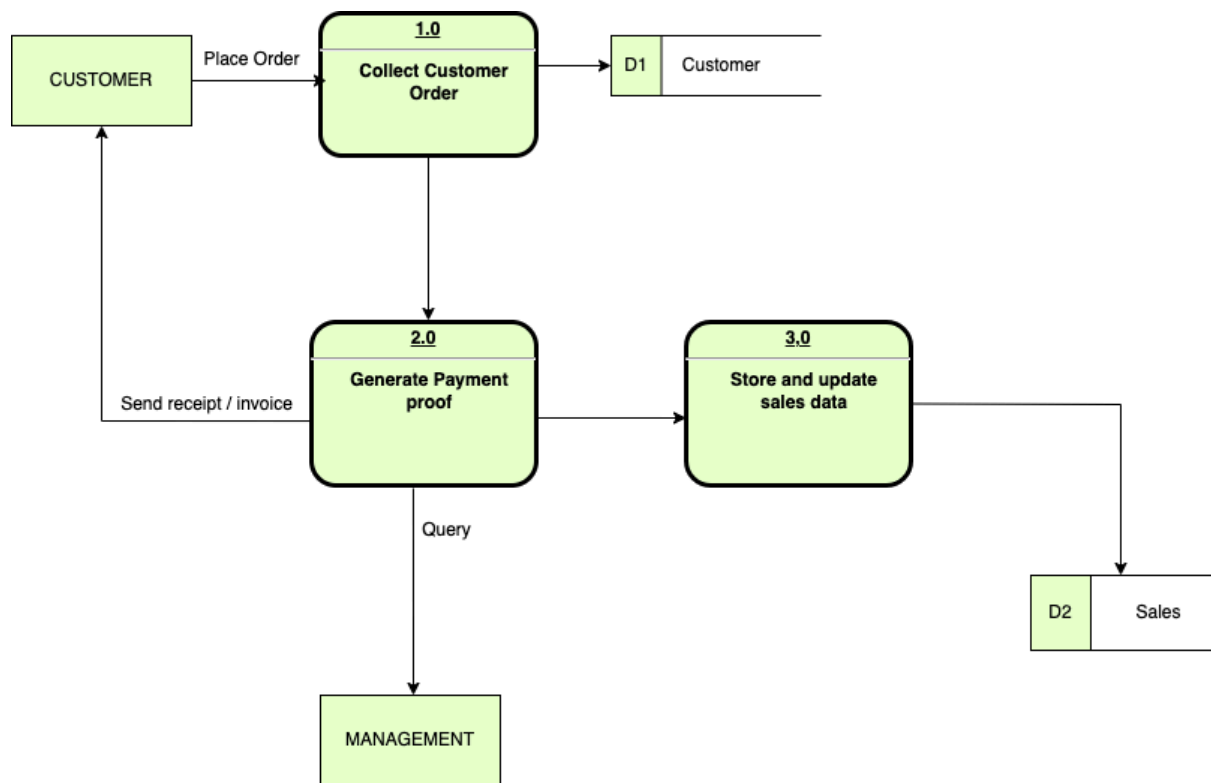 1.0
CUSTOMER
Place Order
Collect Customer
Order
D1
Customer
2.0
Generate Payment
proof
3,0
Store and update
sales data
Send receipt / invoice
Query
D2
Sales
MANAGEMENT